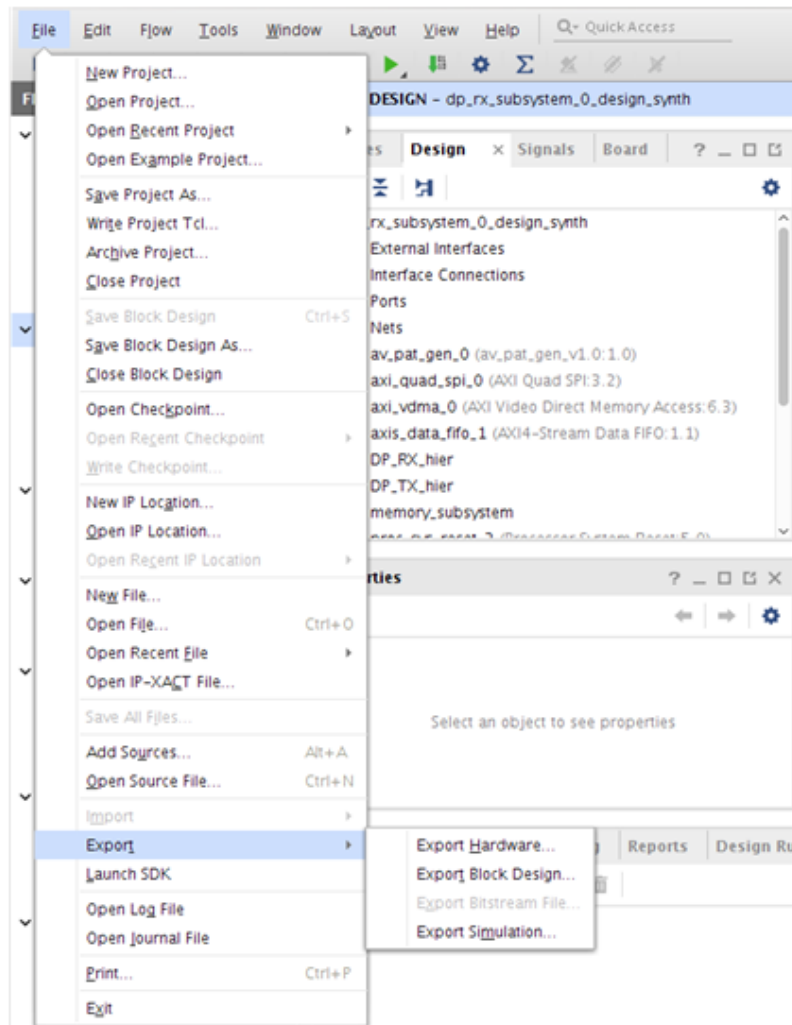 File Edit Flow Tools Window Layout View Help Quick Access
DESIGN - dp_rx_subsystem_0_design_synth
Design × Signals Board ? _
New Project...
Open Project...
Open Recent Project
Open Example Project...
Save Project As...
Write Project Tcl...
Archive Project...
Close Project
Save Block Design Ctrl+S
Save Block Design As...
Close Block Design
Open Checkpoint...
Open Recent Checkpoint
Write Checkpoint...
New IP Location...
Open IP Location...
Open Recent IP Location
New File...
Open File... Ctrl+O
Open Recent File
Open IP-XACT File...
Save All Files...
Add Sources... Alt+A
Open Source File... Ctrl+N
Import
Export
Launch SDK
Open Log File
Open Journal File
Print... Ctrl+P
Exit
Export Hardware...
Export Block Design...
Export Bitstream File...
Export Simulation...
rx_subsystem_0_design_synth
External Interfaces
Interface Connections
Ports
Nets
av_pat_gen_0 (av_pat_gen_v1.0:1.0)
axi_quad_spi_0 (AXI Quad SPI:3.2)
axi_vdma_0 (AXI Video Direct Memory Access:6.3)
axis_data_fifo_1 (AXI4-Stream Data FIFO:1.1)
DP_RX_hier
DP_TX_hier
memory_subsystem
rties ? _
Select an object to see properties
Reports Design Ru